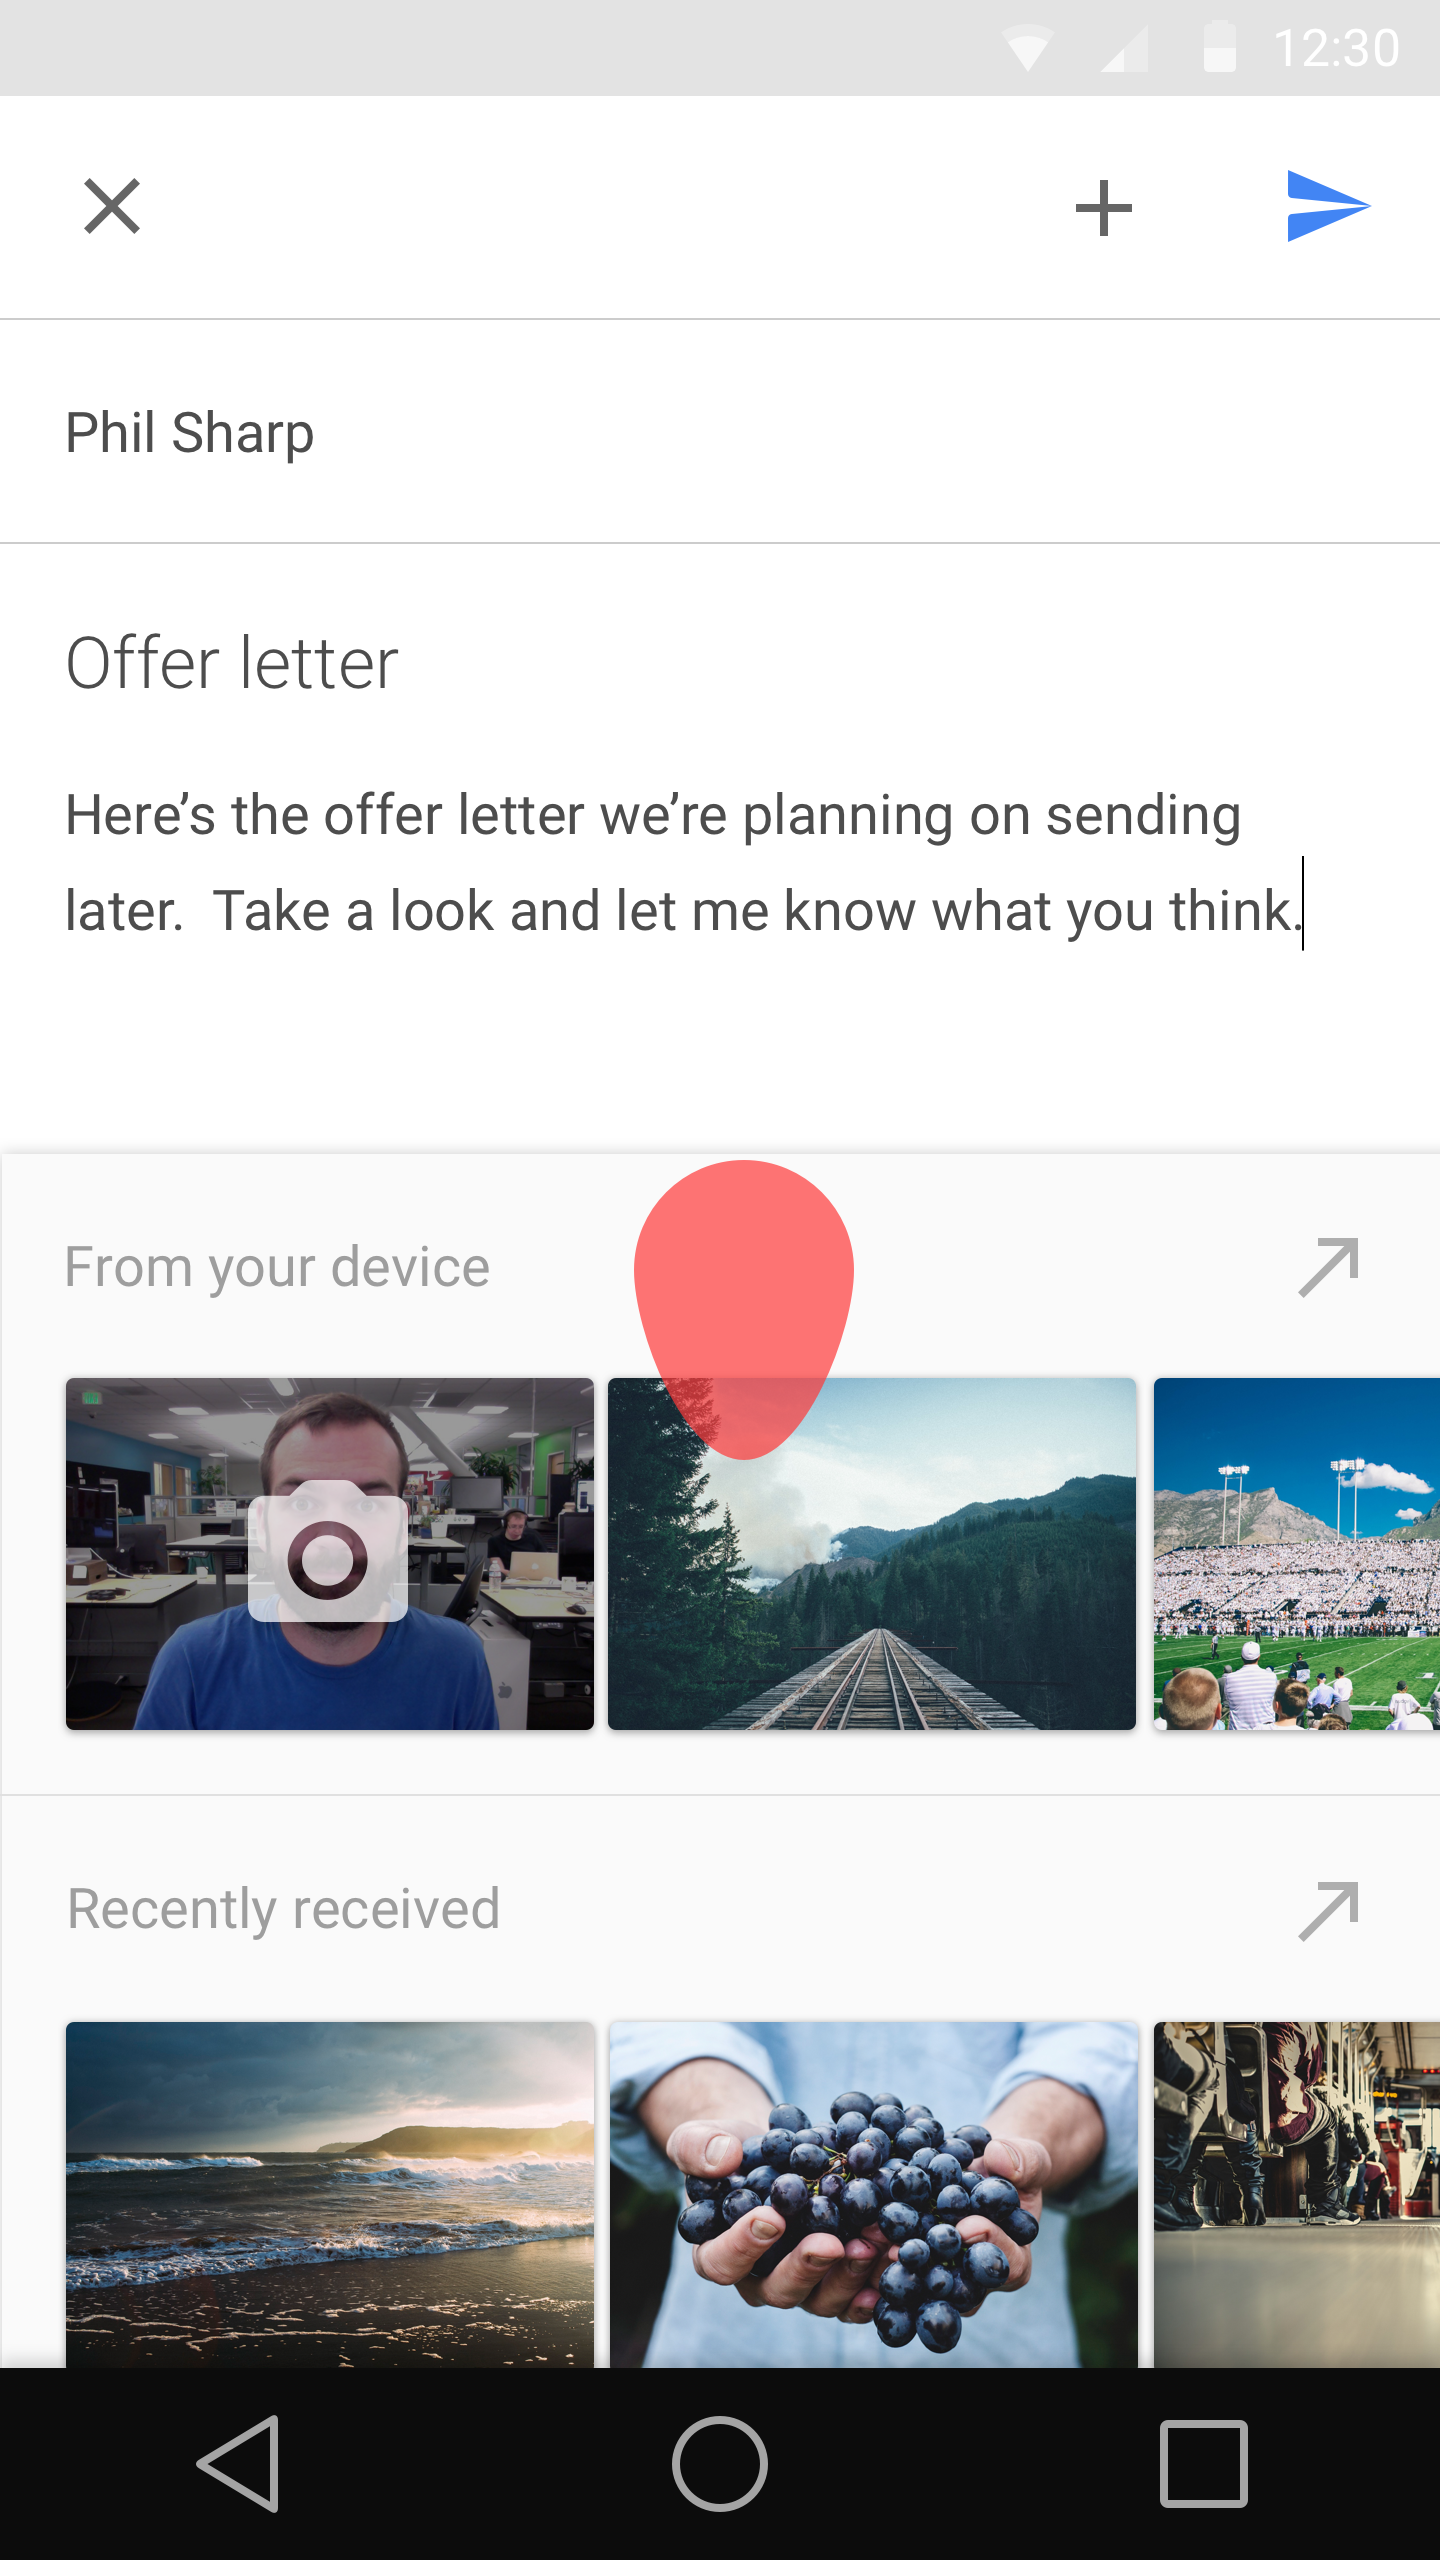 12:30
Phil Sharp
Offer letter
Here’s the offer letter we’re planning on sending
later.  Take a look and let me know what you think.
From your device
Recently received